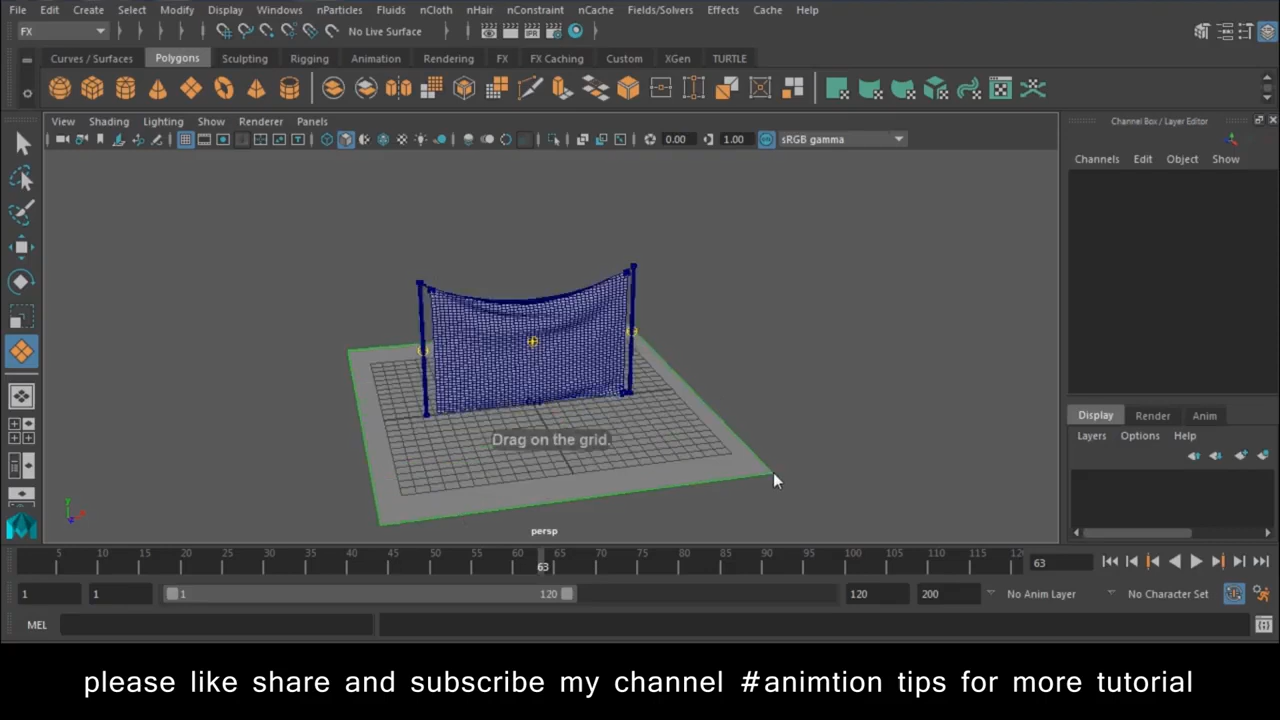 File Edit Create Select Modify Display Windows nParticles Fluids nCloth nHair nConstraint nCache Fields/Solvers Effects Cache Help
FX No Live Surface
Curves / Surfaces Polygons Sculpting Rigging Animation Rendering FX FX Caching Custom XGen TURTLE
View Shading Lighting Show Renderer Panels
0.00 1.00 sRGB gamma
Channel Box / Layer Editor
Channels Edit Object Show
Drag on the grid.
persp
Display Render Anim
Layers Options Help
5 10 15 20 25 30 35 40 45 50 55 60 65 70 75 80 85 90 95 100 105 110 115 12
63
63
1 1 1 120 120 200 No Anim Layer No Character Set
MEL
please like share and subscribe my channel #animtion tips for more tutorial